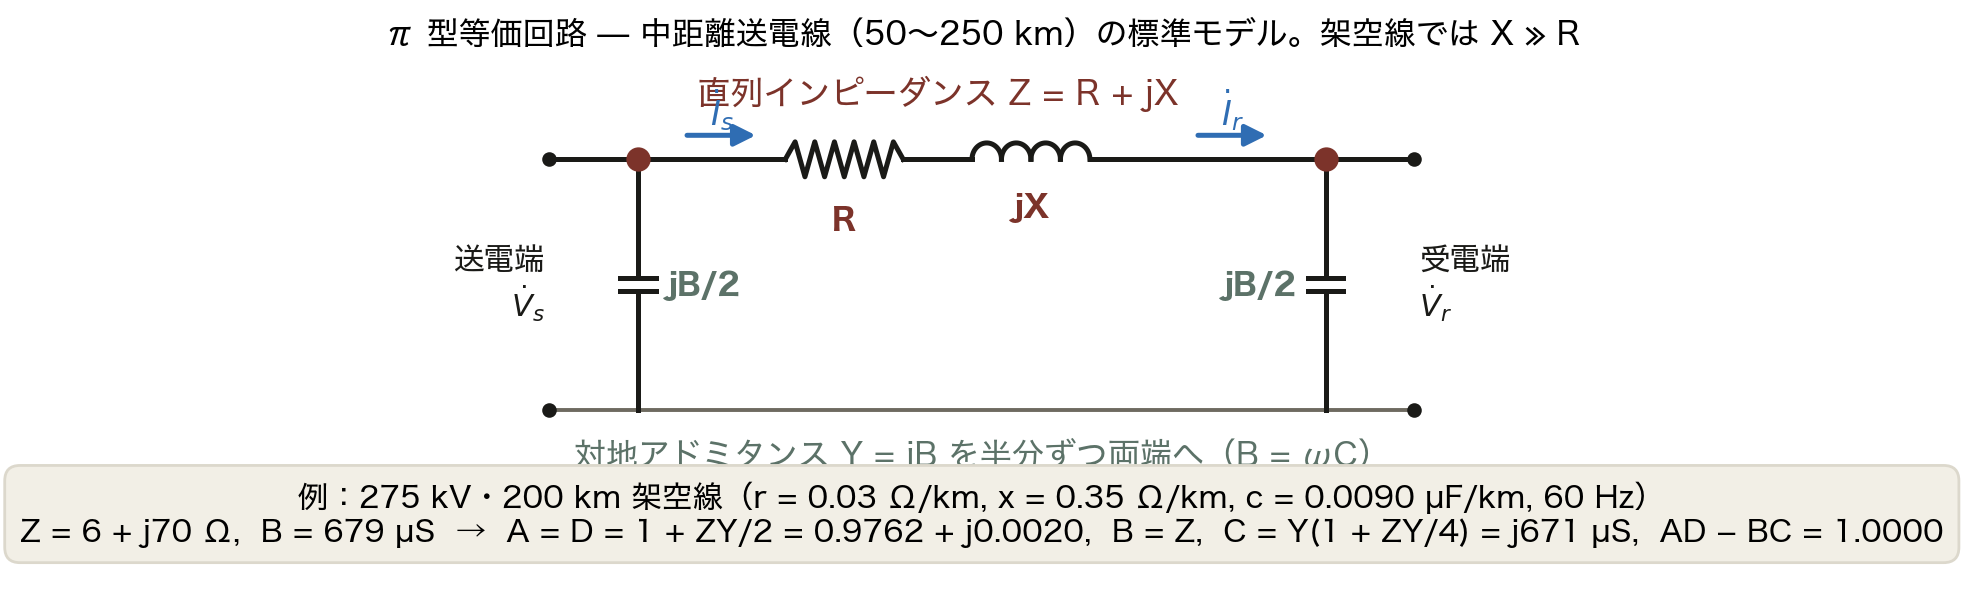 π 型等価回路 — 中距離送電線（50〜250 km）の標準モデル。架空線では X ≫ R
直列インピーダンス Z = R + jX
İs
İr
R
jX
送電端
V̇s
jB/2
jB/2
受電端
V̇r
対地アドミタンス Y = jB を半分ずつ両端へ（B = ωC）
例：275 kV・200 km 架空線（r = 0.03 Ω/km, x = 0.35 Ω/km, c = 0.0090 μF/km, 60 Hz）
Z = 6 + j70 Ω, B = 679 μS → A = D = 1 + ZY/2 = 0.9762 + j0.0020, B = Z, C = Y(1 + ZY/4) = j671 μS, AD − BC = 1.0000